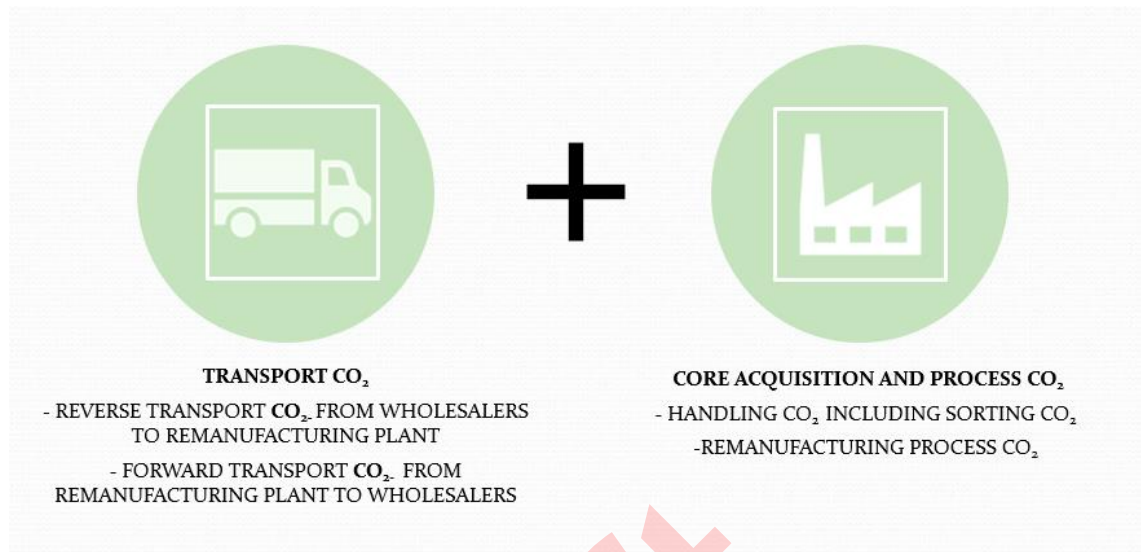 TRANSPORT CO₂
- REVERSE TRANSPORT CO₂- FROM WHOLESALERS
TO REMANUFACTURING PLANT
- FORWARD TRANSPORT CO₂- FROM
REMANUFACTURING PLANT TO WHOLESALERS
CORE ACQUISITION AND PROCESS CO₂
- HANDLING CO₂ INCLUDING SORTING CO₂
-REMANUFACTURING PROCESS CO₂